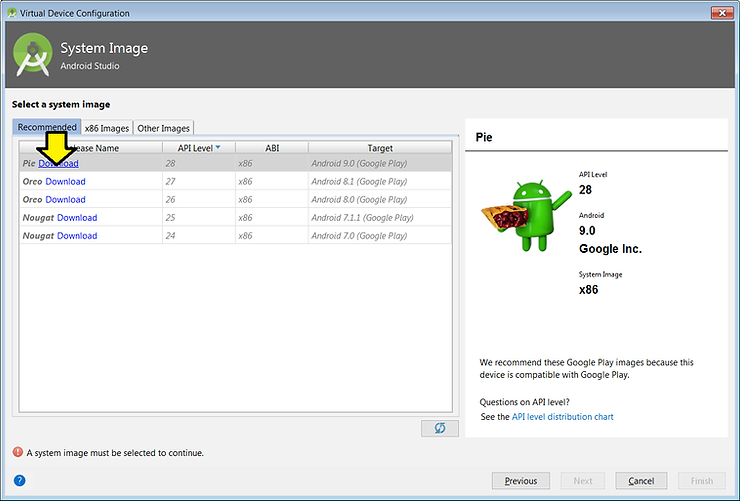 Virtual Device Configuration
System Image
Android Studio
Select a system image
Recommended x86 Images Other Images
ease Name API Level ABI Target
Pie Download 28 x86 Android 9.0 (Google Play)
Oreo Download 27 x86 Android 8.1 (Google Play)
Oreo Download 26 x86 Android 8.0 (Google Play)
Nougat Download 25 x86 Android 7.1.1 (Google Play)
Nougat Download 24 x86 Android 7.0 (Google Play)
Pie
API Level
28
Android
9.0
Google Inc.
System Image
x86
We recommend these Google Play images because this
device is compatible with Google Play.
Questions on API level?
See the API level distribution chart
A system image must be selected to continue.
? Previous Next Cancel Finish